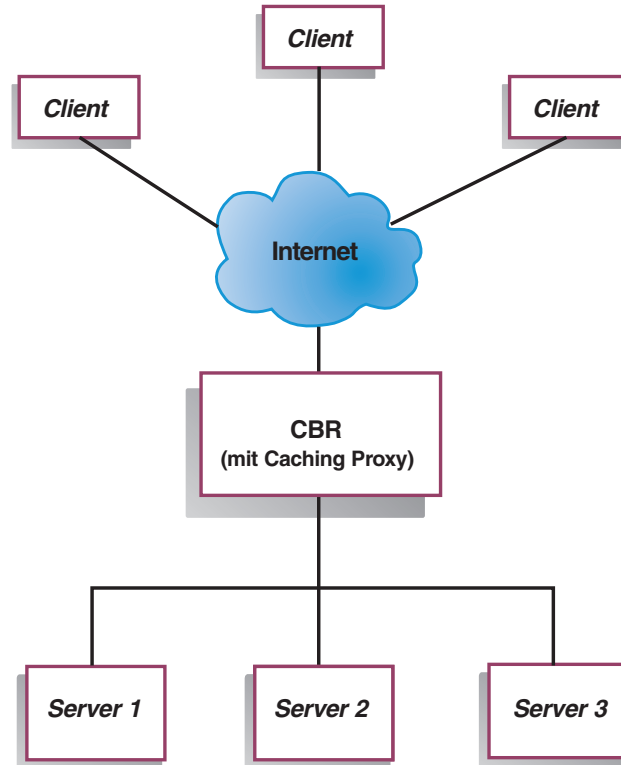 Client
Client
Client
Internet
CBR
(mit Caching Proxy)
Server 1
Server 2
Server 3